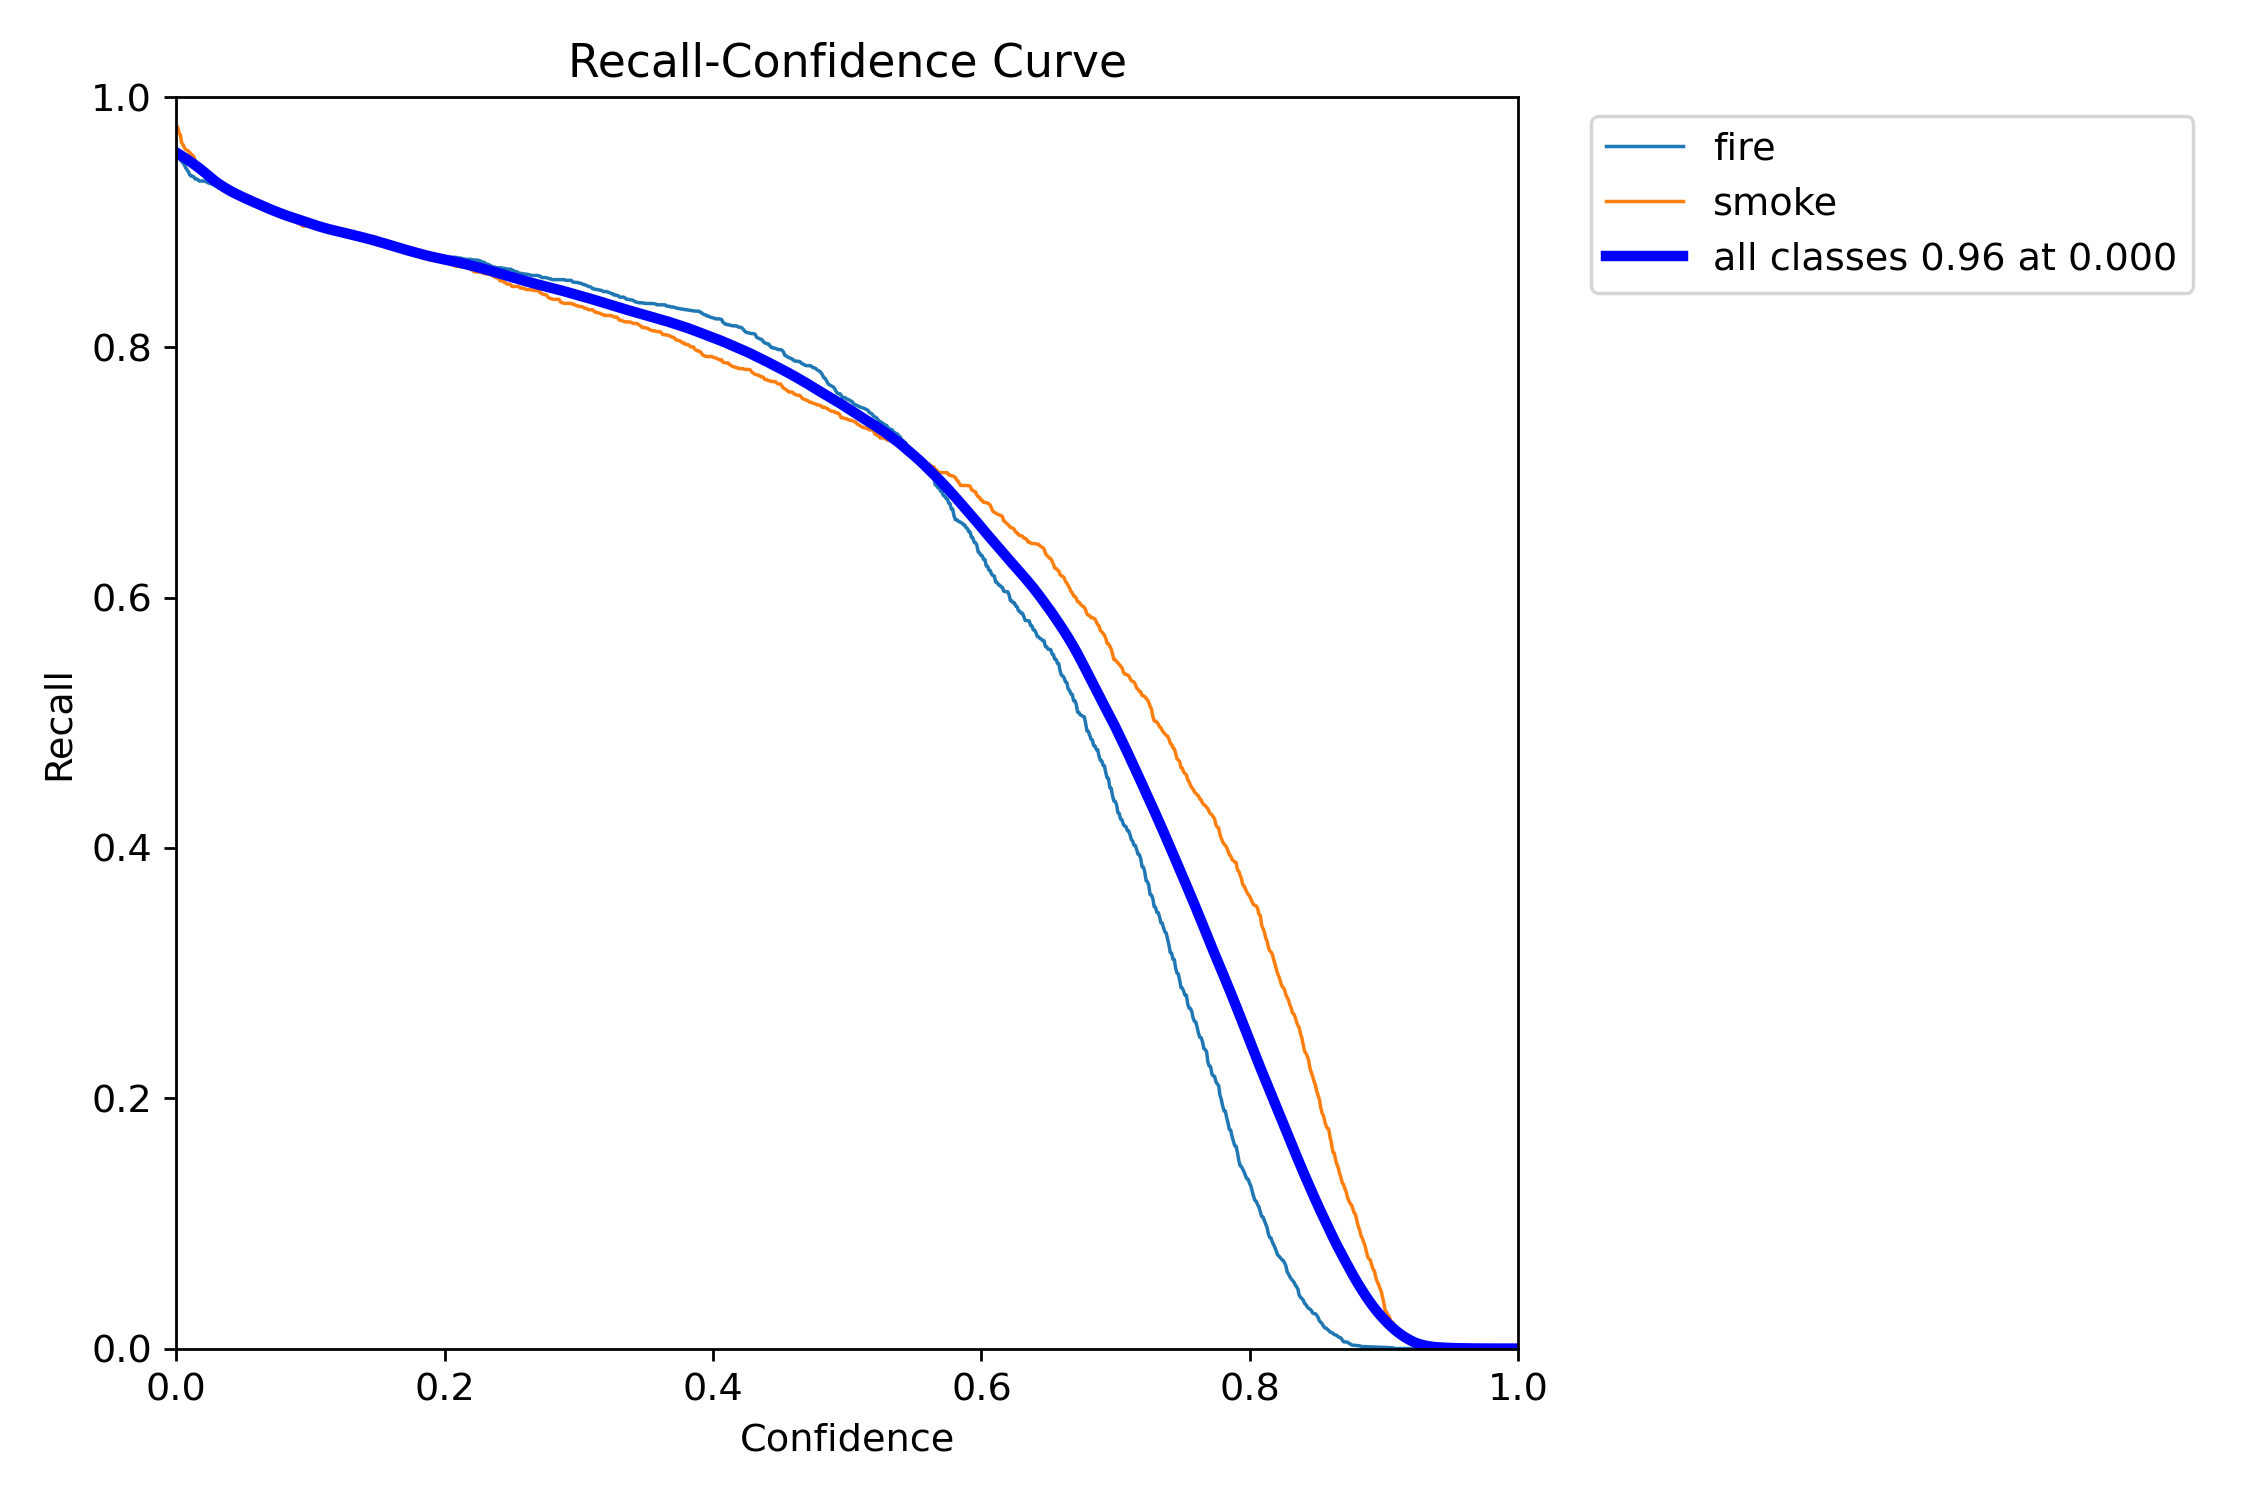 Recall-Confidence Curve
1.0
0.8
0.6
0.4
0.2
0.0
Recall
0.0 0.2 0.4 0.6 0.8 1.0
Confidence
fire
smoke
all classes 0.96 at 0.000